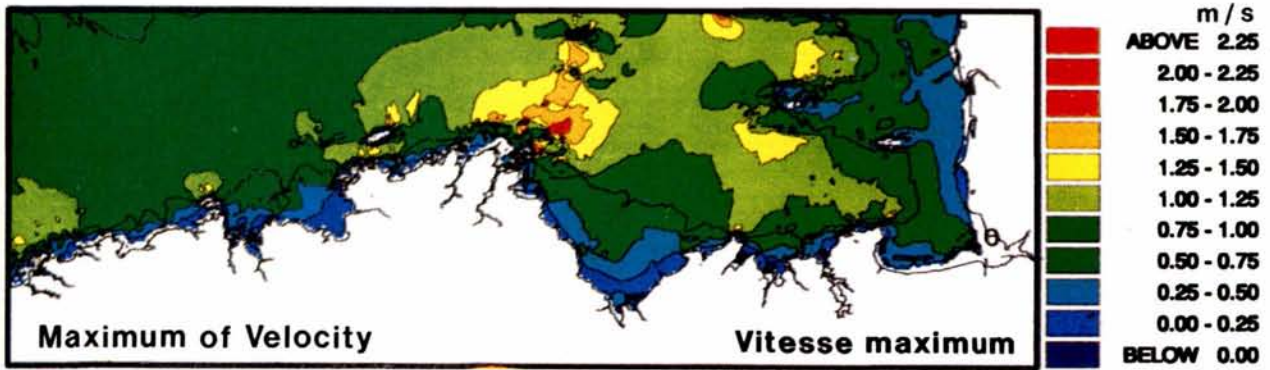 m / s
ABOVE 2.25
2.00 - 2.25
1.75 - 2.00
1.50 - 1.75
1.25 - 1.50
1.00 - 1.25
0.75 - 1.00
0.50 - 0.75
0.25 - 0.50
0.00 - 0.25
BELOW 0.00
Maximum of Velocity
Vitesse maximum